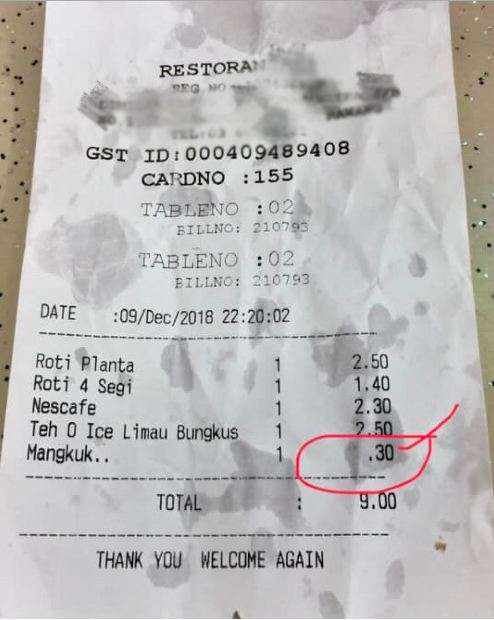 RESTORAN
REG NO
GST ID:000409489408
CARDNO :155
TABLENO :02
BILLNO: 210793
TABLENO :02
BILLNO: 210793
DATE :09/Dec/2018 22:20:02
Roti Planta 1 2.50
Roti 4 Segi 1 1.40
Nescafe 1 2.30
Teh O Ice Limau Bungkus 1 2.50
Mangkuk.. 1 .30
TOTAL : 9.00
THANK YOU WELCOME AGAIN